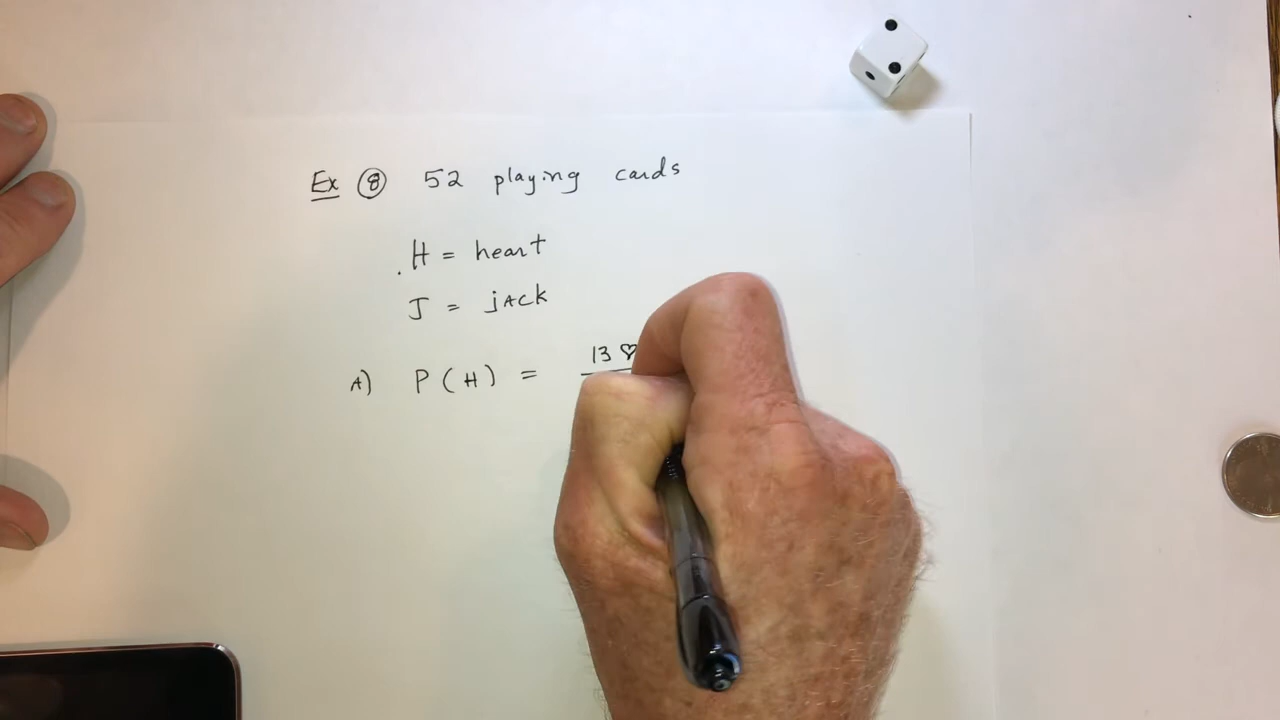 Ex 8 52 playing cards
H = heart
J = jACK
A) P(H) = 13 ♡